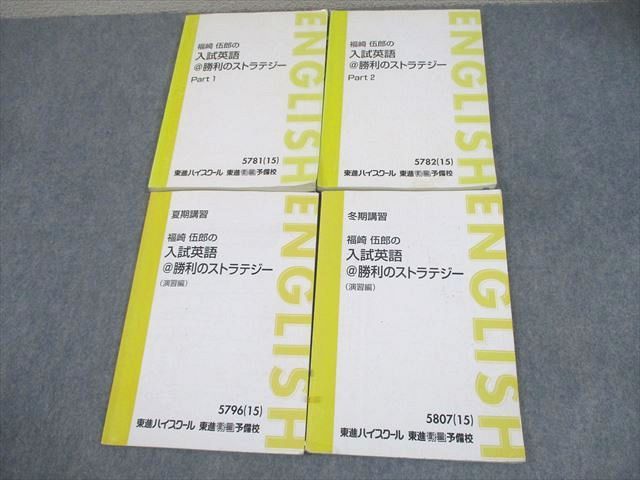 福崎 伍郎の
入試英語
@勝利のストラテジー
Part 1
5781(15)
東進ハイスクール 東進衛星予備校
ENGLISH
福崎 伍郎の
入試英語
@勝利のストラテジー
Part 2
5782(15)
東進ハイスクール 東進衛星予備校
ENGLISH
夏期講習
福崎 伍郎の
入試英語
@勝利のストラテジー
(演習編)
5796(15)
東進ハイスクール 東進衛星予備校
ENGLISH
冬期講習
福崎 伍郎の
入試英語
@勝利のストラテジー
(演習編)
5807(15)
東進ハイスクール 東進衛星予備校
ENGLISH